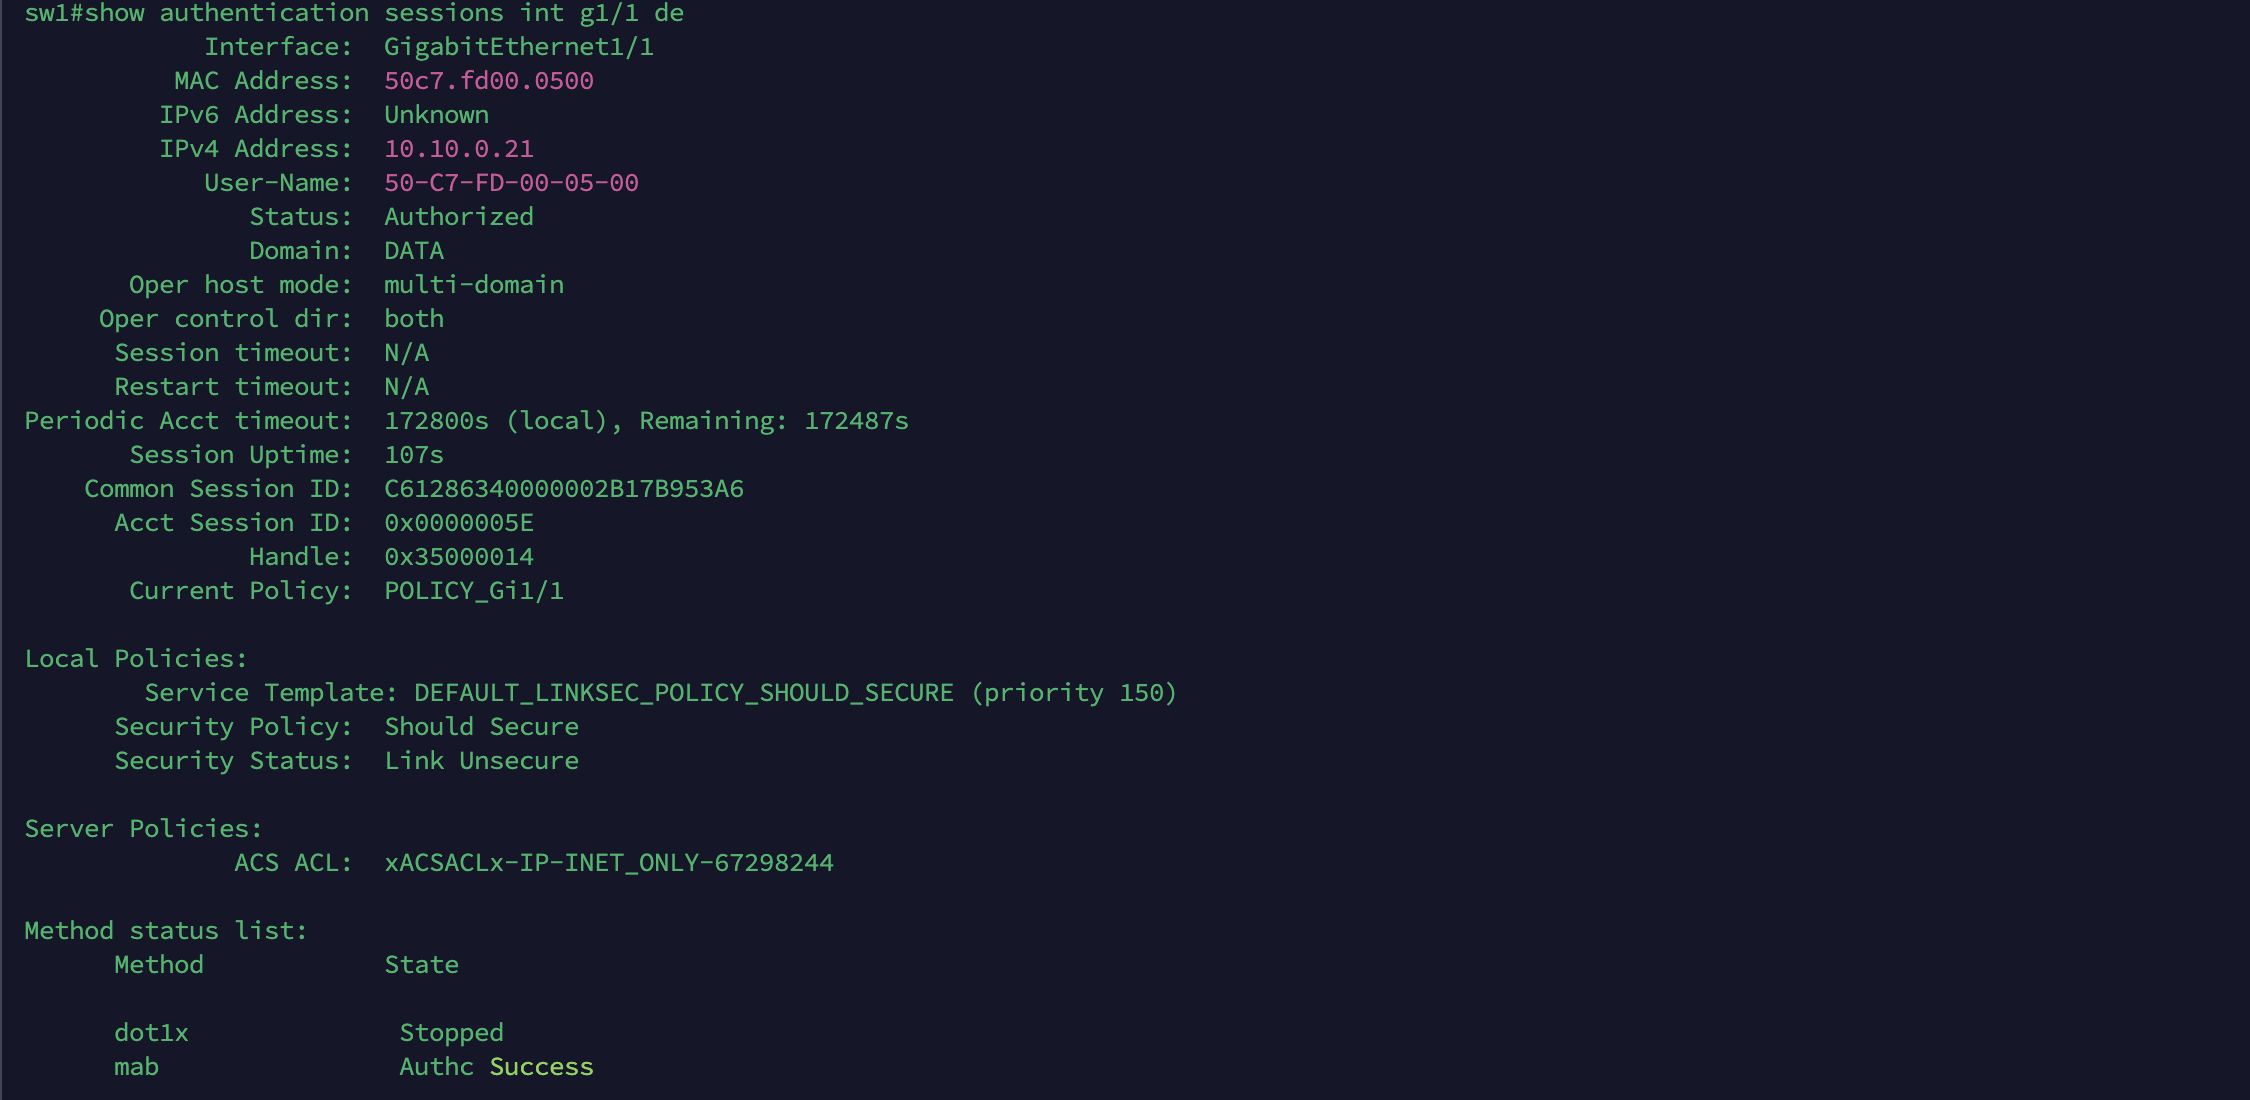 sw1#show authentication sessions int g1/1 de
Interface: GigabitEthernet1/1
MAC Address: 50c7.fd00.0500
IPv6 Address: Unknown
IPv4 Address: 10.10.0.21
User-Name: 50-C7-FD-00-05-00
Status: Authorized
Domain: DATA
Oper host mode: multi-domain
Oper control dir: both
Session timeout: N/A
Restart timeout: N/A
Periodic Acct timeout: 172800s (local), Remaining: 172487s
Session Uptime: 107s
Common Session ID: C61286340000002B17B953A6
Acct Session ID: 0x0000005E
Handle: 0x35000014
Current Policy: POLICY_Gi1/1
Local Policies:
Service Template: DEFAULT_LINKSEC_POLICY_SHOULD_SECURE (priority 150)
Security Policy: Should Secure
Security Status: Link Unsecure
Server Policies:
ACS ACL: xACSACLx-IP-INET_ONLY-67298244
Method status list:
Method State
dot1x Stopped
mab Authc Success